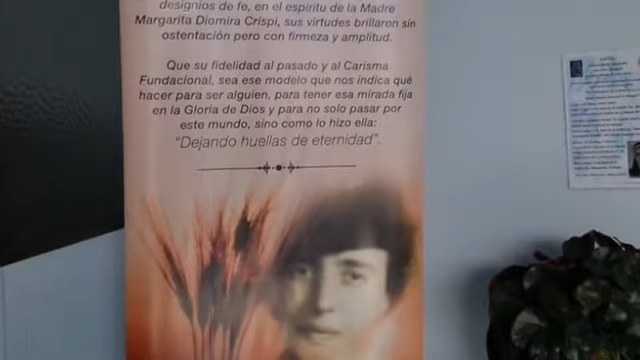 designios de fe, en el espíritu de la Madre
Margarita Diomira Crispi, sus virtudes brillaron sin
ostentación pero con firmeza y amplitud.
Que su fidelidad al pasado y al Carisma
Fundacional, sea ese modelo que nos indica qué
hacer para ser alguien, para tener esa mirada fija
en la Gloria de Dios y para no solo pasar por
este mundo, sino como lo hizo ella:
"Dejando huellas de eternidad".